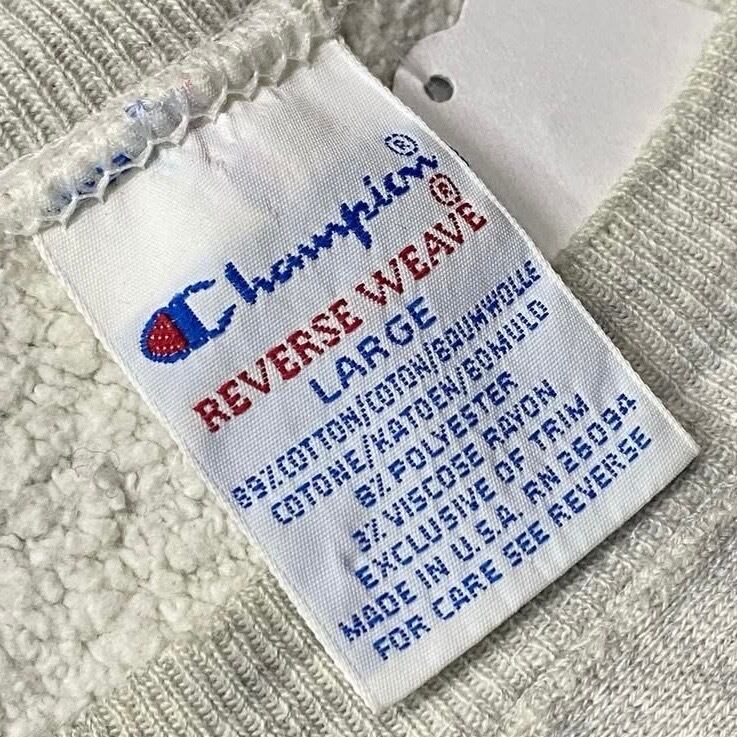 Champion®
REVERSE WEAVE®
LARGE
89% COTTON/COTON/BAUMWOLLE
COTONE/KATOEN/BOMULD
8% POLYESTER
3% VISCOSE RAYON
EXCLUSIVE OF TRIM
MADE IN U.S.A. RN 26094
FOR CARE SEE REVERSE